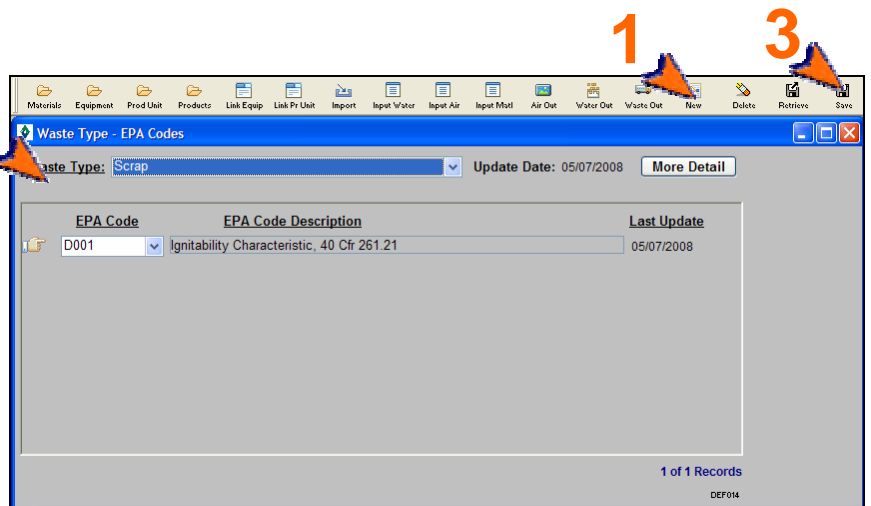 1 3
Materials Equipment Prod Unit Products Link Equip Link Pr Unit Import Input Water Input Air Input Matl Air Out Water Out Waste Out New Delete Retrieve Save
Waste Type - EPA Codes
Type: Scrap Update Date: 05/07/2008 More Detail
EPA Code EPA Code Description Last Update
D001 Ignitability Characteristic, 40 Cfr 261.21 05/07/2008
1 of 1 Records
DEF014